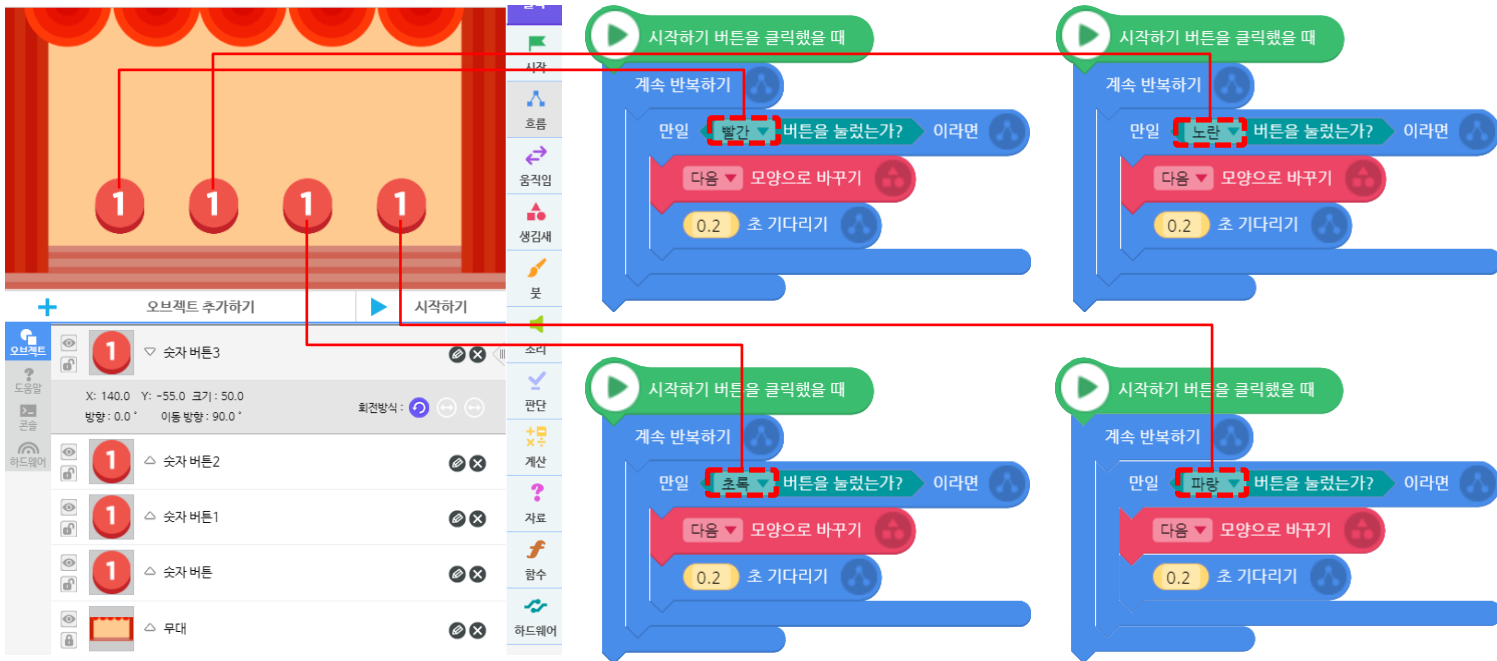 1 1 1 1
오브젝트 추가하기
시작하기
오브젝트
도움말
콘솔
하드웨어
1 숫자 버튼3
X: 140.0 Y: -55.0 크기 : 50.0
방향 : 0.0 ˚ 이동 방향 : 90.0 ˚
회전방식 :
1 숫자 버튼2
1 숫자 버튼1
1 숫자 버튼
무대
시작
흐름
움직임
생김새
붓
소리
판단
계산
?
자료
함수
하드웨어
시작하기 버튼을 클릭했을 때
계속 반복하기
만일 빨간 버튼을 눌렀는가? 이라면
다음 모양으로 바꾸기
0.2 초 기다리기
시작하기 버튼을 클릭했을 때
계속 반복하기
만일 노란 버튼을 눌렀는가? 이라면
다음 모양으로 바꾸기
0.2 초 기다리기
시작하기 버튼을 클릭했을 때
계속 반복하기
만일 초록 버튼을 눌렀는가? 이라면
다음 모양으로 바꾸기
0.2 초 기다리기
시작하기 버튼을 클릭했을 때
계속 반복하기
만일 파랑 버튼을 눌렀는가? 이라면
다음 모양으로 바꾸기
0.2 초 기다리기